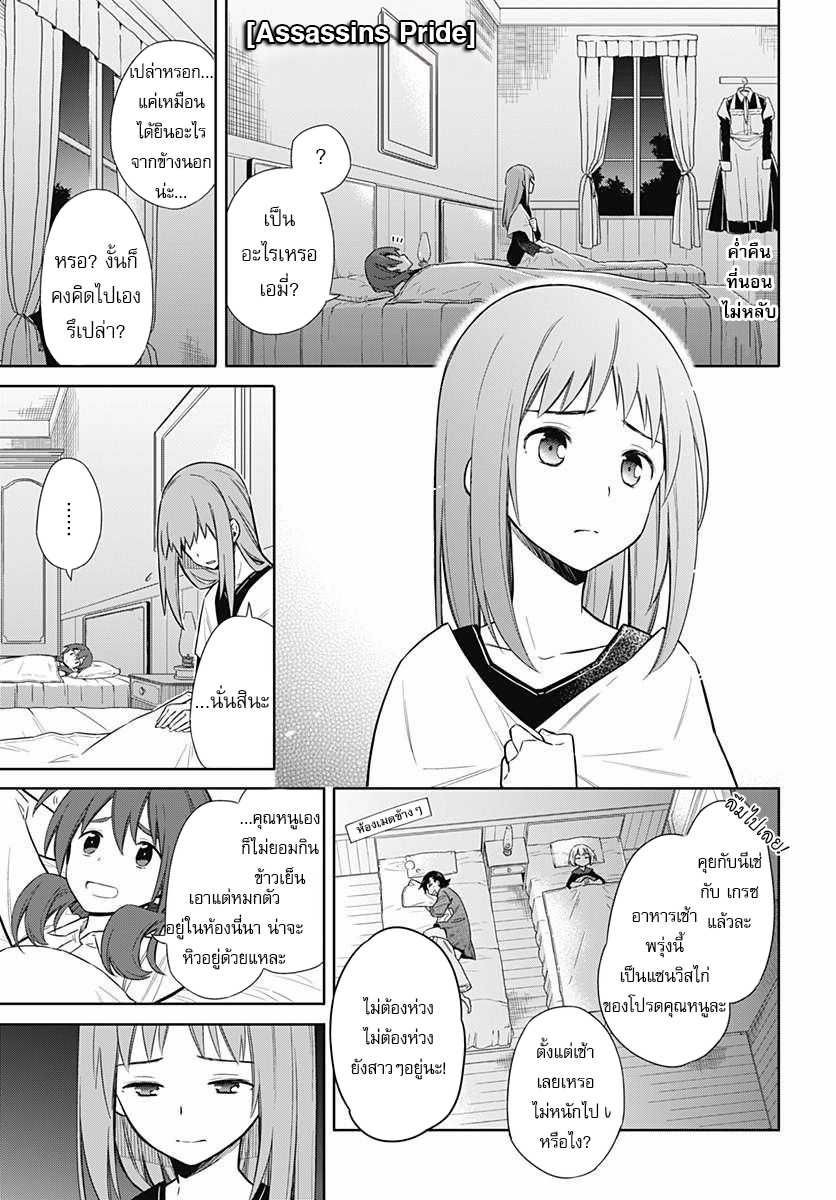 [Assassins Pride]
ค่ำคืน
ที่นอน
ไม่หลับ
?
เป็น
อะไรเหรอ
เอมี่?
เปล่าหรอก...
แค่เหมือน
ได้ยินอะไร
จากข้างนอก
น่ะ...
หรอ? งั้นก็
คงคิดไปเอง
รึเปล่า?
......
...นั่นสินะ
ลืมไปเลย!
คุยกับนีเช่
กับ เกรซ
แล้วละ
อาหารเช้า
พรุ่งนี้
เป็นแซนวิสไก่
ของโปรดคุณหนูละ
ห้องเมดข้างๆ
ตั้งแต่เช้า
เลยเหรอ
ไม่หนักไป
หรือไง?
ไม่ต้องห่วง
ไม่ต้องห่วง
ยังสาวๆอยู่นะ!
...คุณหนูเอง
ก็ไม่ยอมกิน
ข้าวเย็น
เอาแต่หมกตัว
อยู่ในห้องนี่นา น่าจะ
หิวอยู่ด้วยแหละ